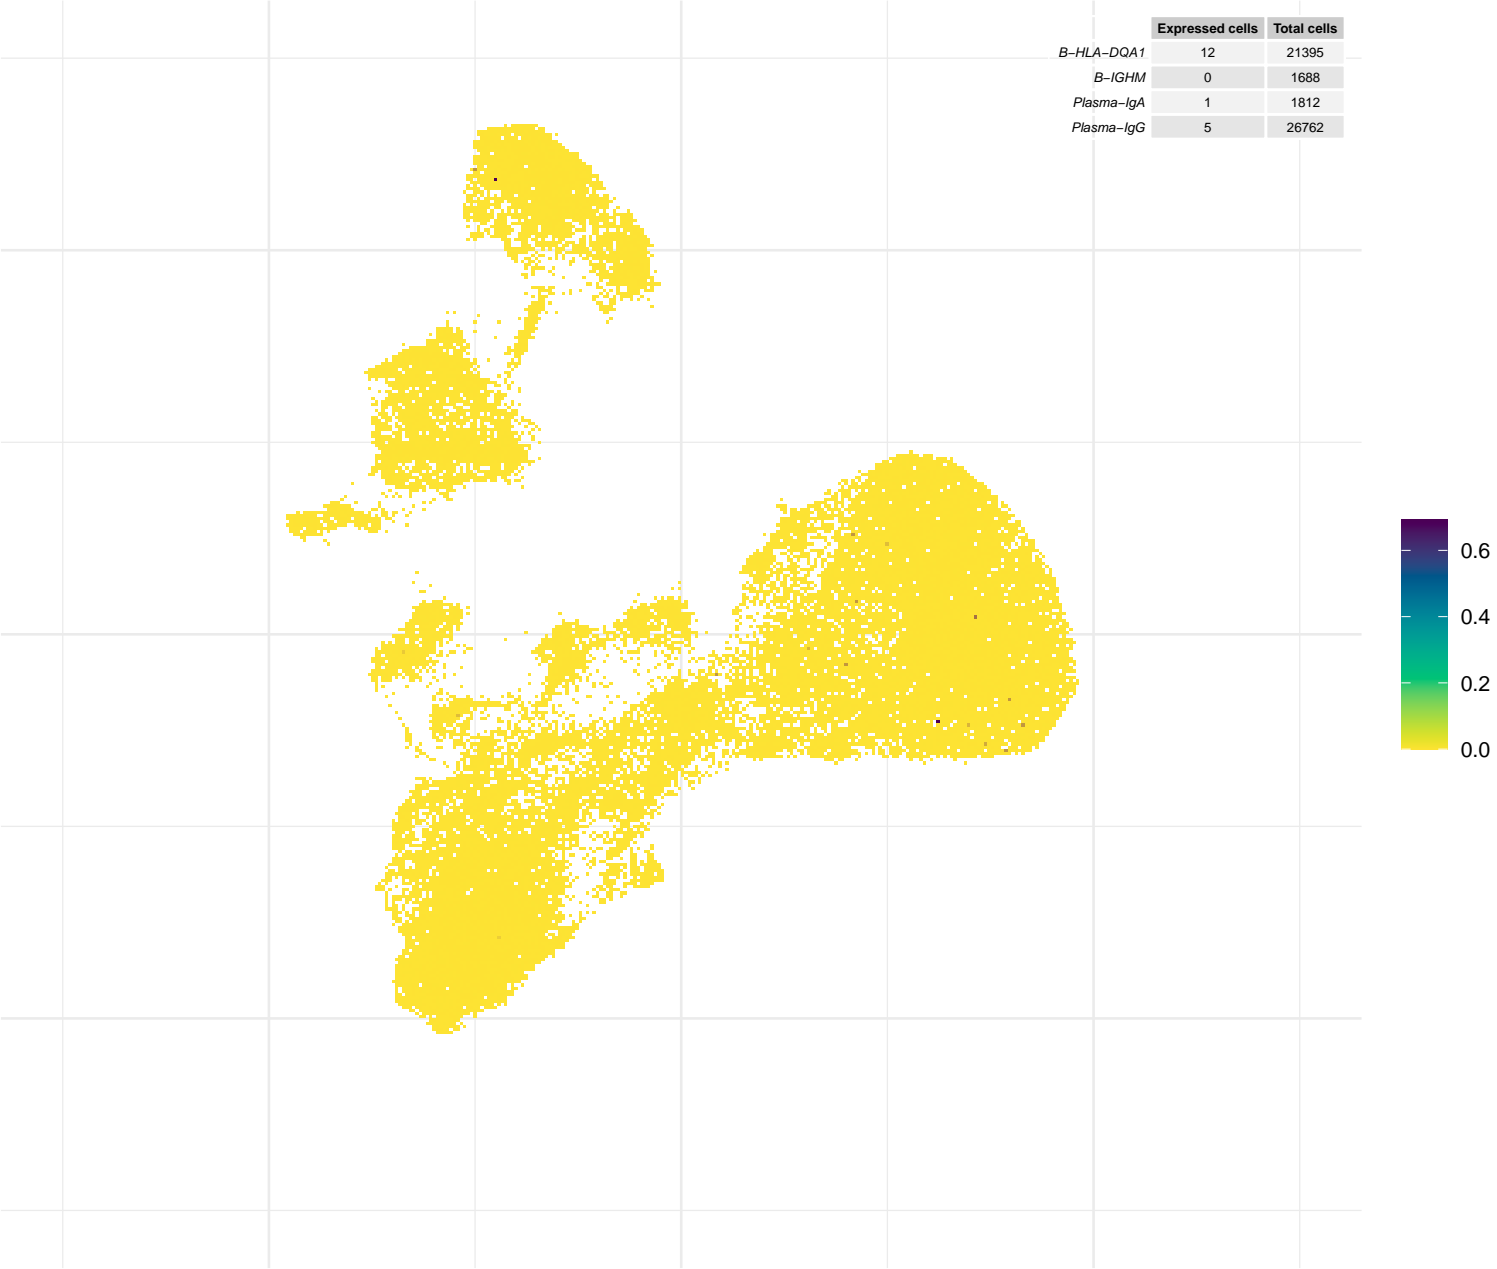 Expressed cells Total cells
B−HLA−DQA1 12 21395
B−IGHM 0 1688
Plasma−IgA 1 1812
Plasma−IgG 5 26762
0.6
0.4
0.2
0.0